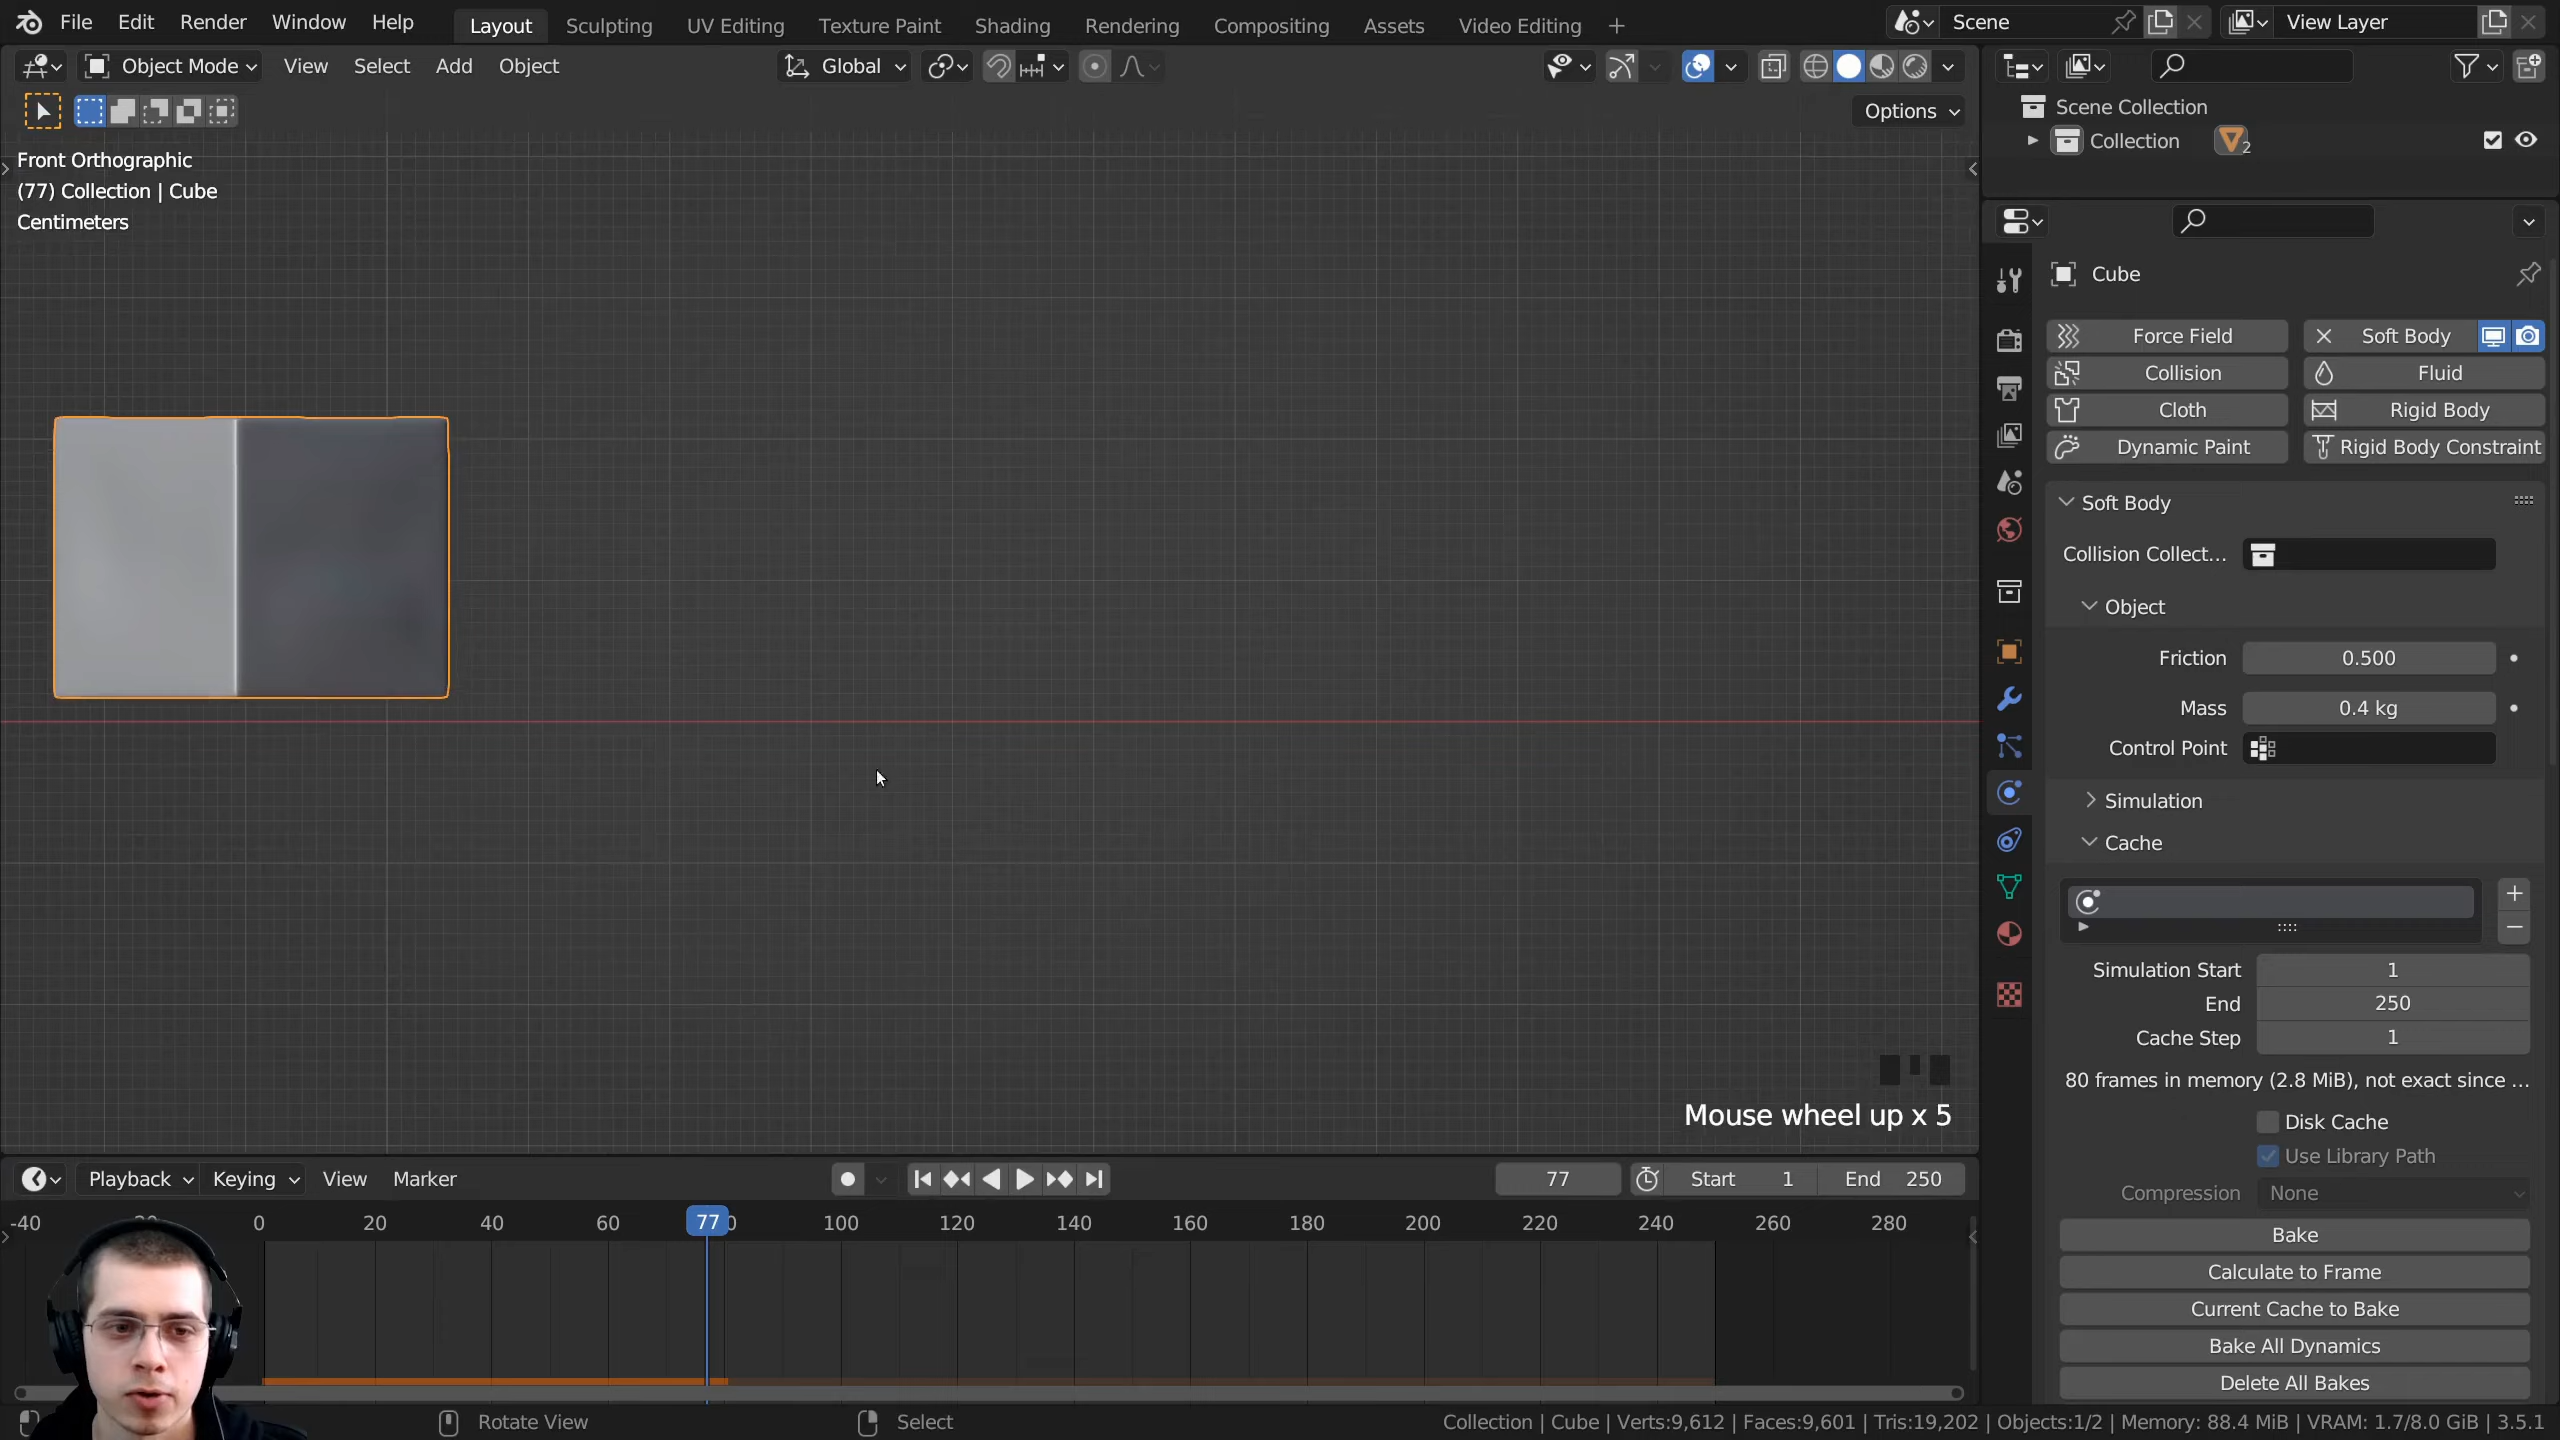 File Edit Render Window Help Layout Sculpting UV Editing Texture Paint Shading Rendering Compositing Assets Video Editing + Scene View Layer
Object Mode View Select Add Object Global
Options
Front Orthographic
(77) Collection | Cube
Centimeters
Scene Collection
Collection 2
Cube
Force Field Soft Body
Collision Fluid
Cloth Rigid Body
Dynamic Paint Rigid Body Constraint
Soft Body
Collision Collect...
Object
Friction 0.500
Mass 0.4 kg
Control Point
Simulation
Cache
Simulation Start 1
End 250
Cache Step 1
80 frames in memory (2.8 MiB), not exact since ...
Disk Cache
Use Library Path
Compression None
Bake
Calculate to Frame
Current Cache to Bake
Bake All Dynamics
Delete All Bakes
Mouse wheel up x 5
Playback Keying View Marker 77 Start 1 End 250
-40 0 20 40 60 77 100 120 140 160 180 200 220 240 260 280
Rotate View Select Collection | Cube | Verts:9,612 | Faces:9,601 | Tris:19,202 | Objects:1/2 | Memory: 88.4 MiB | VRAM: 1.7/8.0 GiB | 3.5.1